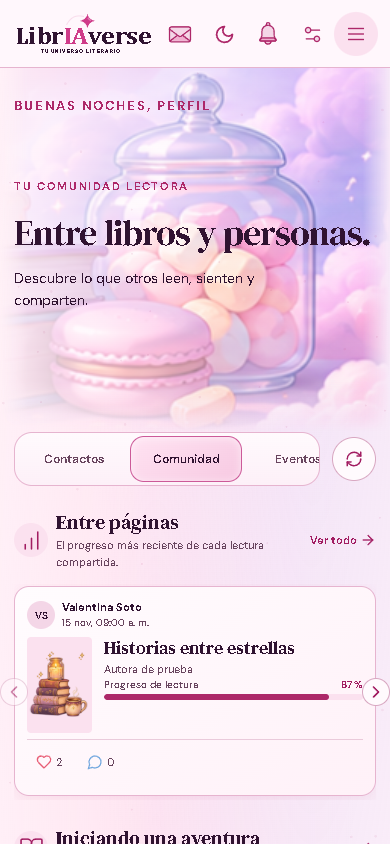 LibrIAverse
TU UNIVERSO LITERARIO
BUENAS NOCHES, PERFIL
TU COMUNIDAD LECTORA
Entre libros y personas.
Descubre lo que otros leen, sienten y
comparten.
Contactos
Comunidad
Eventos
Entre páginas
El progreso más reciente de cada lectura
compartida.
Ver todo
VS
Valentina Soto
15 nov, 09:00 a. m.
Historias entre estrellas
Autora de prueba
Progreso de lectura
87%
2
0
Iniciando una aventura